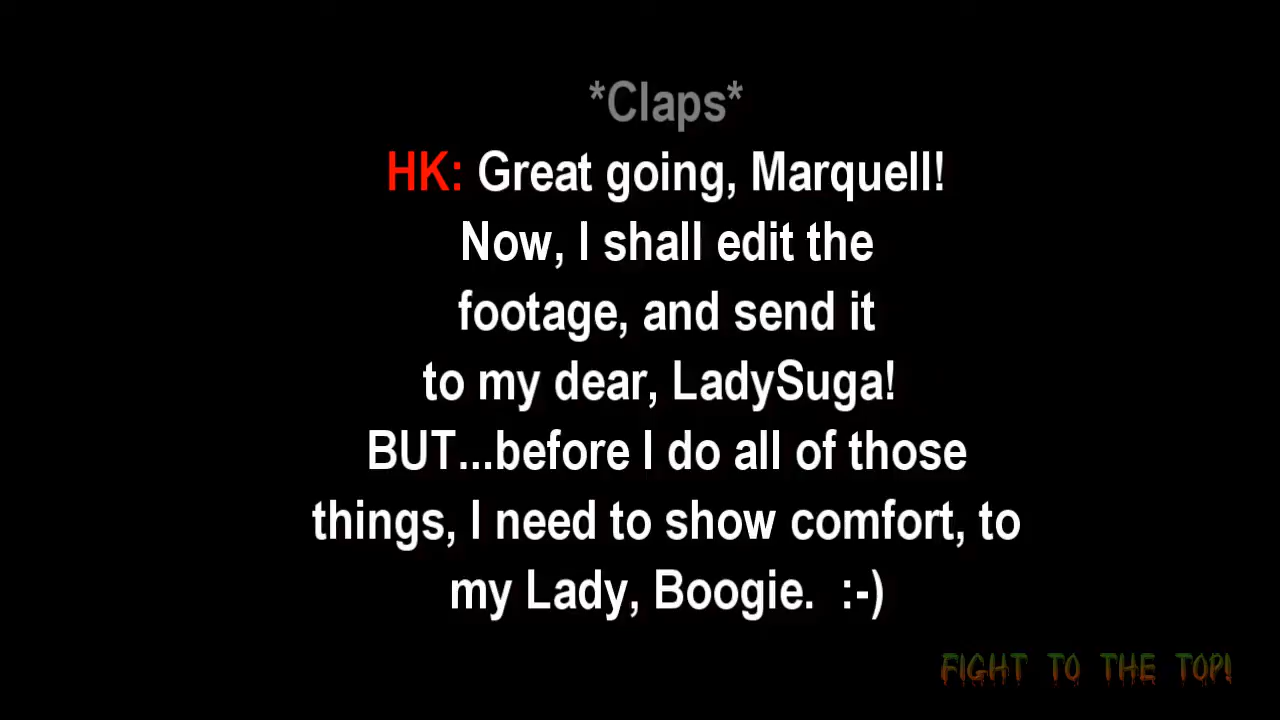 *Claps*
HK: Great going, Marquell!
Now, I shall edit the
footage, and send it
to my dear, LadySuga!
BUT...before I do all of those
things, I need to show comfort, to
my Lady, Boogie.  :-)
FIGHT TO THE TOP!